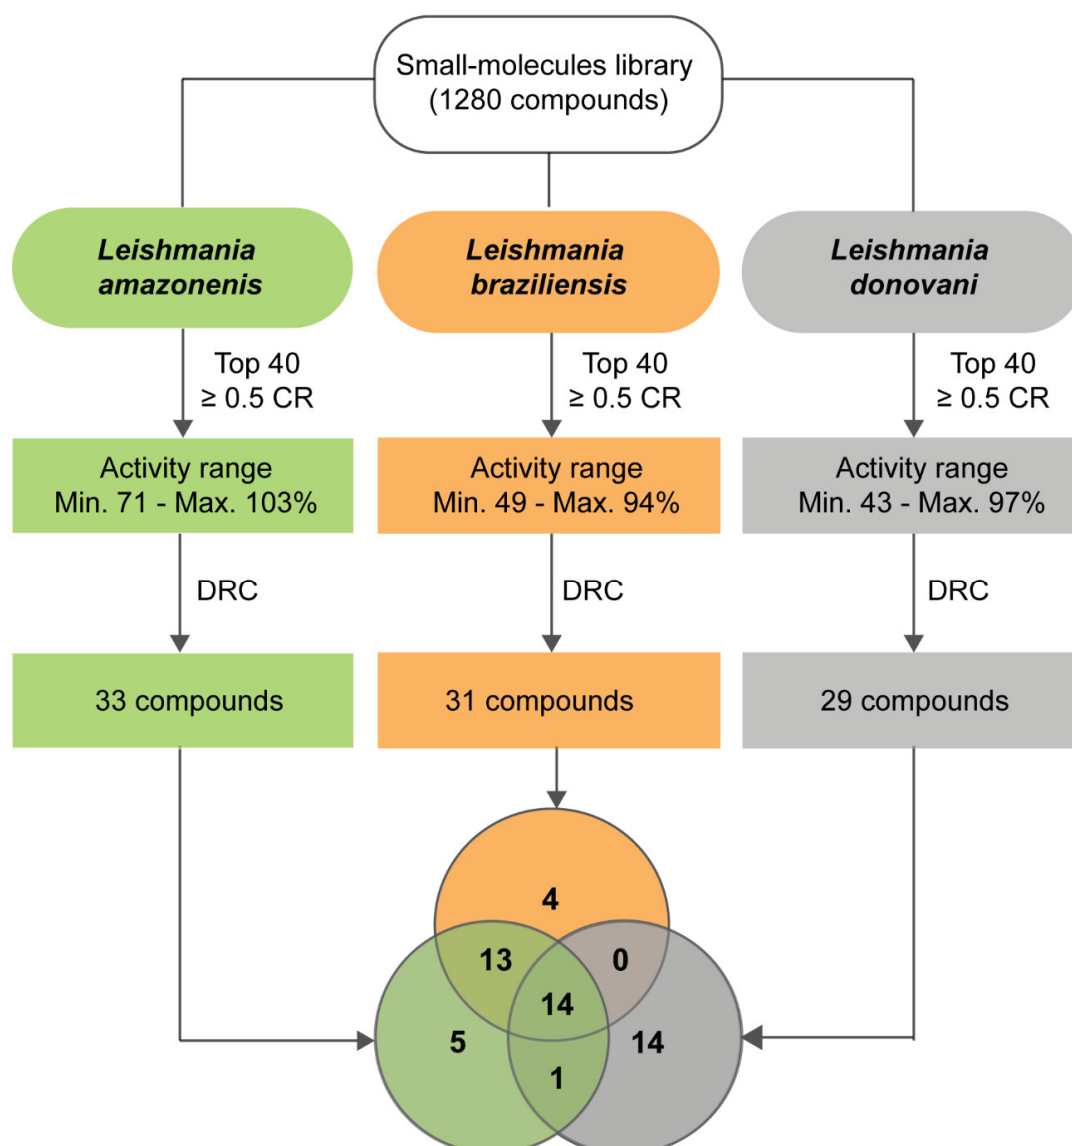 Small-molecules library
(1280 compounds)
Leishmania
amazonenis
Leishmania
braziliensis
Leishmania
donovani
Top 40
≥ 0.5 CR
Top 40
≥ 0.5 CR
Top 40
≥ 0.5 CR
Activity range
Min. 71 - Max. 103%
Activity range
Min. 49 - Max. 94%
Activity range
Min. 43 - Max. 97%
DRC
DRC
DRC
33 compounds
31 compounds
29 compounds
4
13
0
14
5
14
1